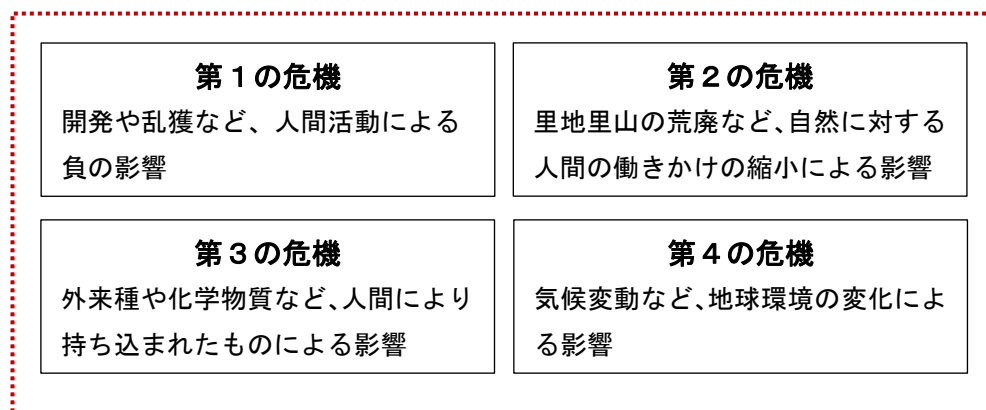 第１の危機
開発や乱獲など、人間活動による
負の影響
第２の危機
里地里山の荒廃など、自然に対する
人間の働きかけの縮小による影響
第３の危機
外来種や化学物質など、人間により
持ち込まれたものによる影響
第４の危機
気候変動など、地球環境の変化によ
る影響